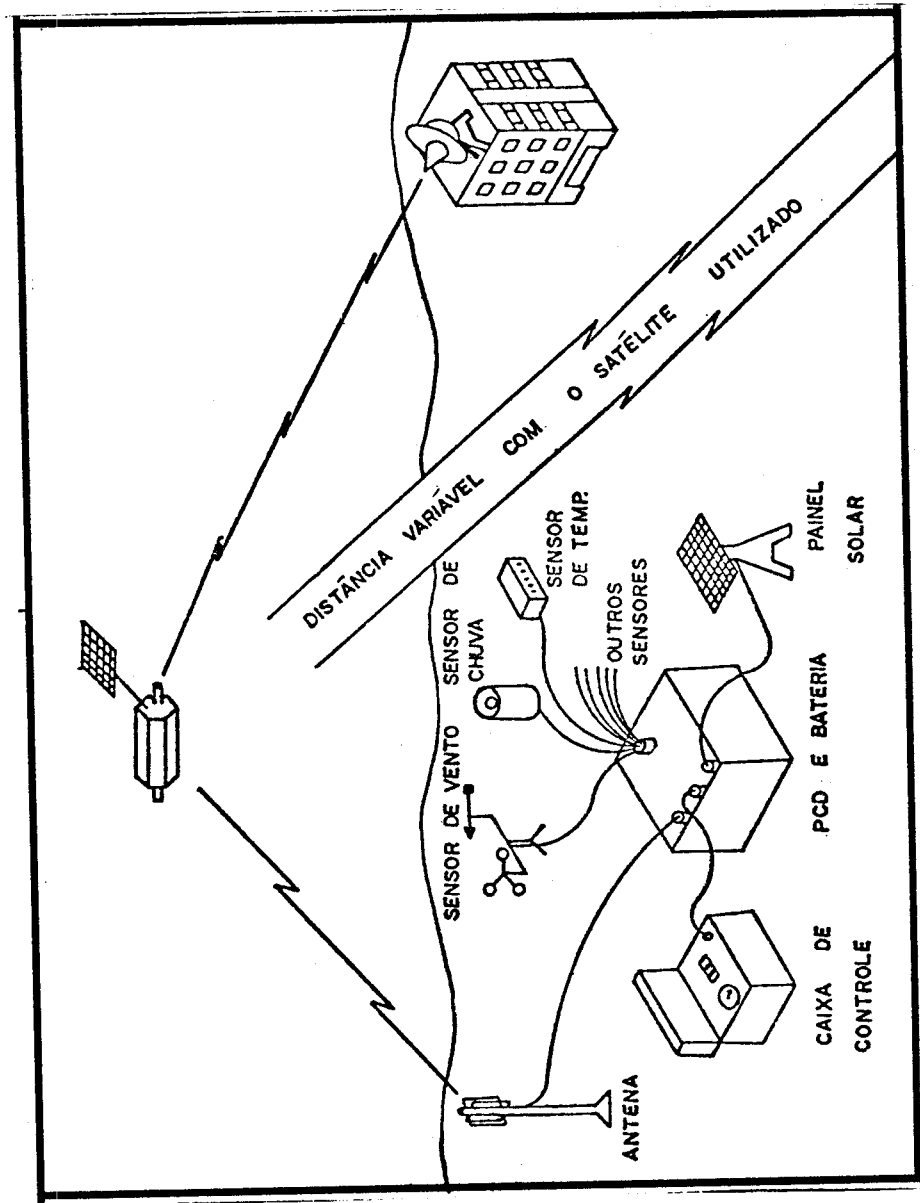 DISTÂNCIA VARIÁVEL COM O SATÉLITE UTILIZADO
SENSOR DE VENTO
SENSOR DE
CHUVA
SENSOR
DE TEMP.
OUTROS
SENSORES
ANTENA
CAIXA DE
CONTROLE
PCD E BATERIA
PAINEL
SOLAR